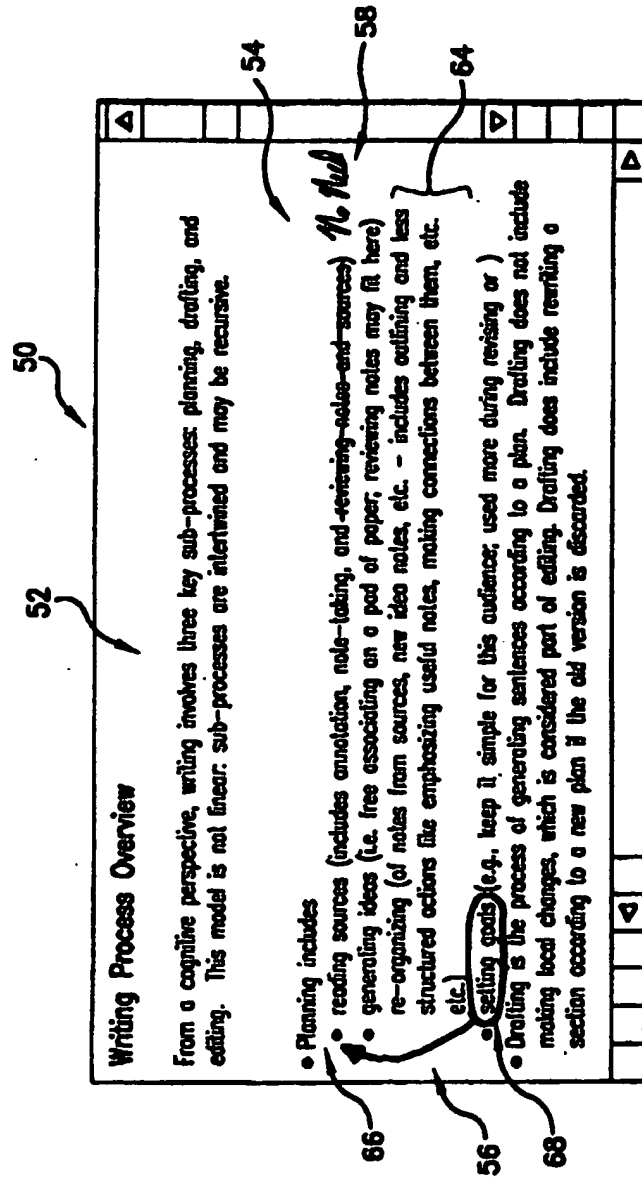 50
52
54
58
64
Writing Process Overview
From a cognitive perspective, writing involves three key sub-processes: planning, drafting, and
editing. This model is not linear: sub-processes are intertwined and may be recursive.
• Planning includes
• reading sources (includes annotation, note-taking, and reviewing notes and sources)
• generating ideas (i.e. free associating on a pad of paper; reviewing notes may fit here)
re-organizing (of notes from sources, new idea notes, etc. - includes outlining and less
structured actions like emphasizing useful notes, making connections between them, etc.
etc.)
• setting goals (e.g., keep it simple for this audience; used more during revising or )
• Drafting is the process of generating sentences according to a plan. Drafting does not include
making local changes, which is considered part of editing. Drafting does include rewriting a
section according to a new plan if the old version is discarded.
66
56
68